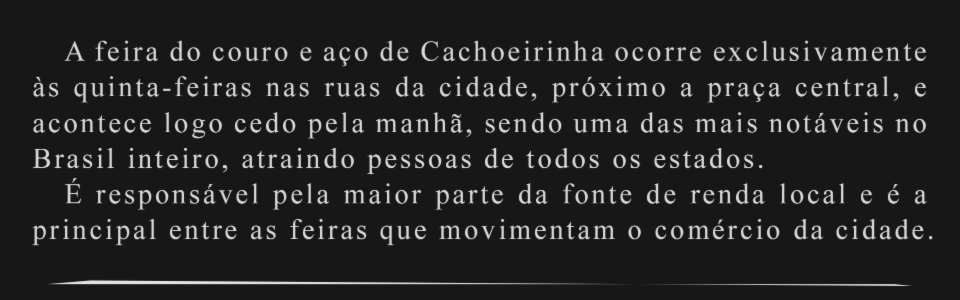 A feira do couro e aço de Cachoeirinha ocorre exclusivamente
às quinta-feiras nas ruas da cidade, próximo a praça central, e
acontece logo cedo pela manhã, sendo uma das mais notáveis no
Brasil inteiro, atraindo pessoas de todos os estados.
É responsável pela maior parte da fonte de renda local e é a
principal entre as feiras que movimentam o comércio da cidade.